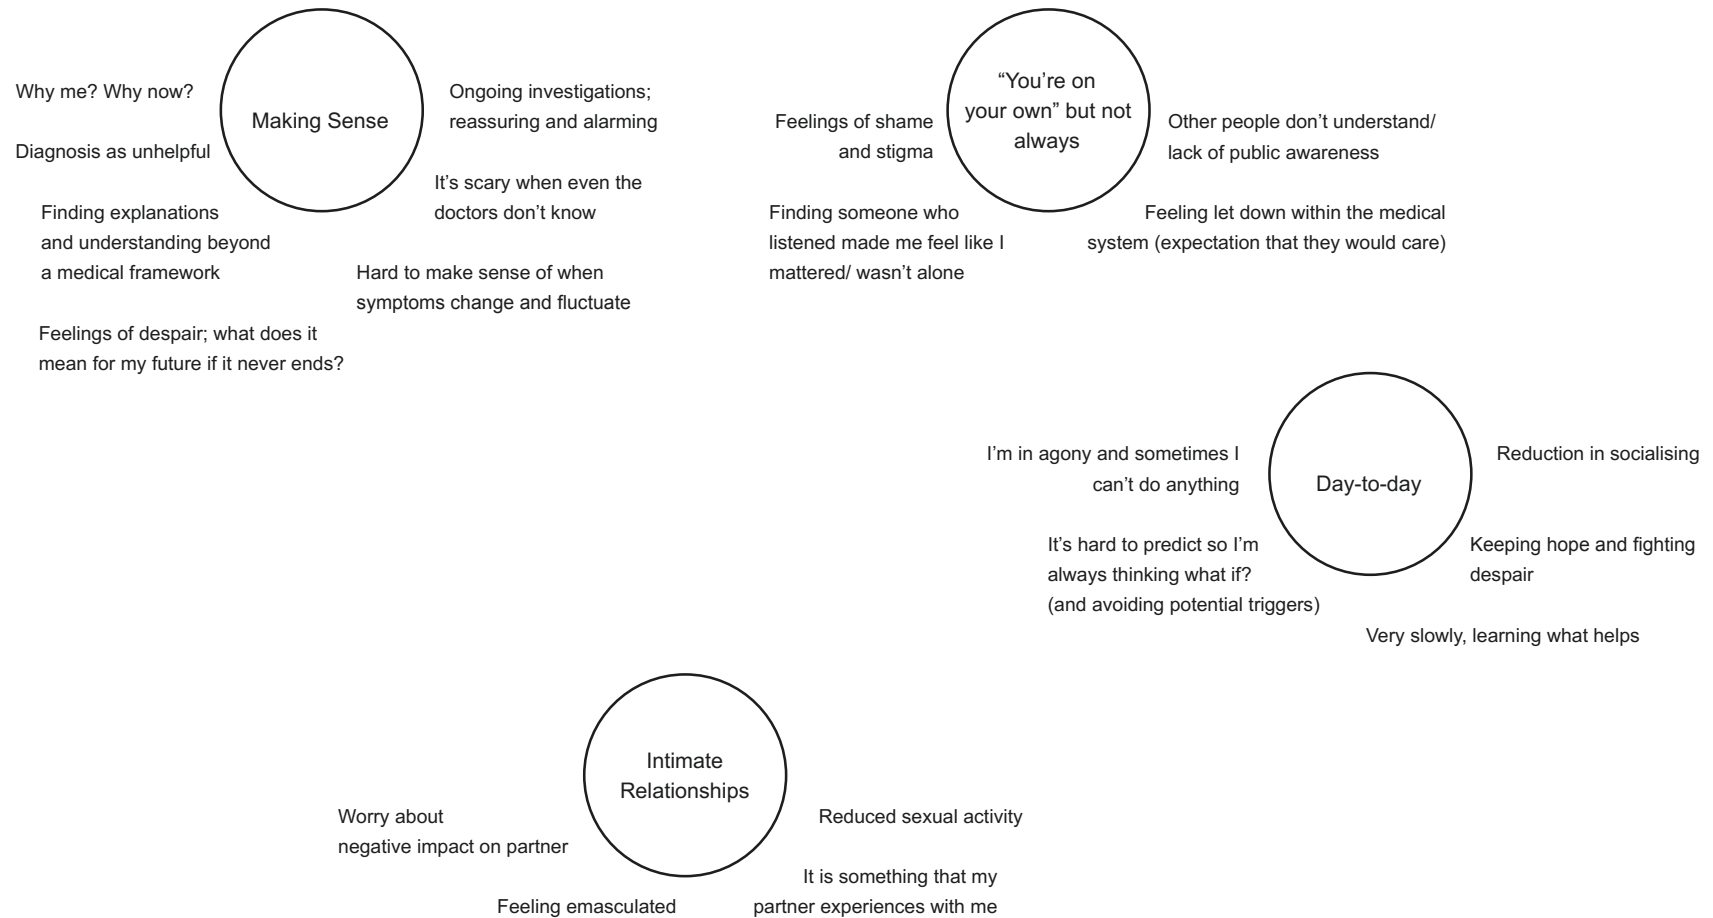 Making Sense
Why me? Why now?
Diagnosis as unhelpful
Finding explanations
and understanding beyond
a medical framework
Feelings of despair; what does it
mean for my future if it never ends?
Ongoing investigations;
reassuring and alarming
It’s scary when even the
doctors don’t know
Hard to make sense of when
symptoms change and fluctuate
“You’re on
your own” but not
always
Feelings of shame
and stigma
Finding someone who
listened made me feel like I
mattered/ wasn’t alone
Other people don’t understand/
lack of public awareness
Feeling let down within the medical
system (expectation that they would care)
Day-to-day
I’m in agony and sometimes I
can’t do anything
It’s hard to predict so I’m
always thinking what if?
(and avoiding potential triggers)
Reduction in socialising
Keeping hope and fighting
despair
Very slowly, learning what helps
Intimate
Relationships
Worry about
negative impact on partner
Feeling emasculated
Reduced sexual activity
It is something that my
partner experiences with me